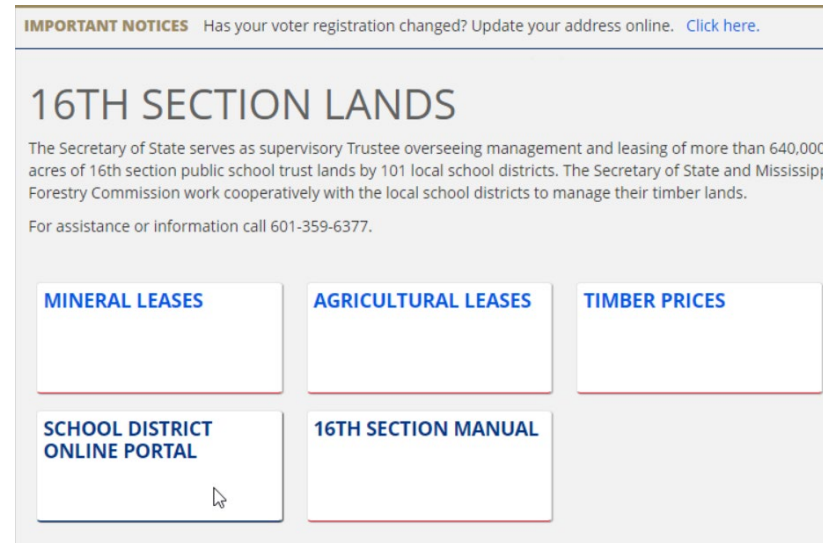 IMPORTANT NOTICES Has your voter registration changed? Update your address online. Click here.
16TH SECTION LANDS
The Secretary of State serves as supervisory Trustee overseeing management and leasing of more than 640,000
acres of 16th section public school trust lands by 101 local school districts. The Secretary of State and
Forestry Commission work cooperatively with the local school districts to manage their timber lands.
For assistance or information call 601-359-6377.
MINERAL LEASES
AGRICULTURAL LEASES
TIMBER PRICES
SCHOOL DISTRICT
ONLINE PORTAL
16TH SECTION MANUAL